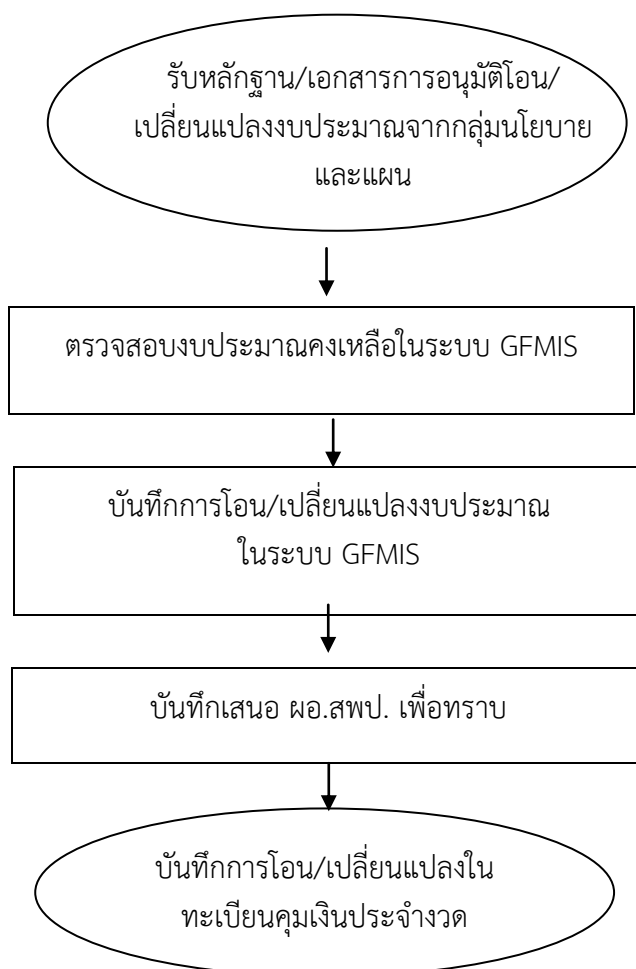 รับหลักฐาน/เอกสารการอนุมัติโอน/
เปลี่ยนแปลงงบประมาณจากกลุ่มนโยบาย
และแผน
ตรวจสอบงบประมาณคงเหลือในระบบ GFMIS
บันทึกการโอน/เปลี่ยนแปลงงบประมาณ
ในระบบ GFMIS
บันทึกเสนอ ผอ.สพป. เพื่อทราบ
บันทึกการโอน/เปลี่ยนแปลงใน
ทะเบียนคุมเงินประจำงวด